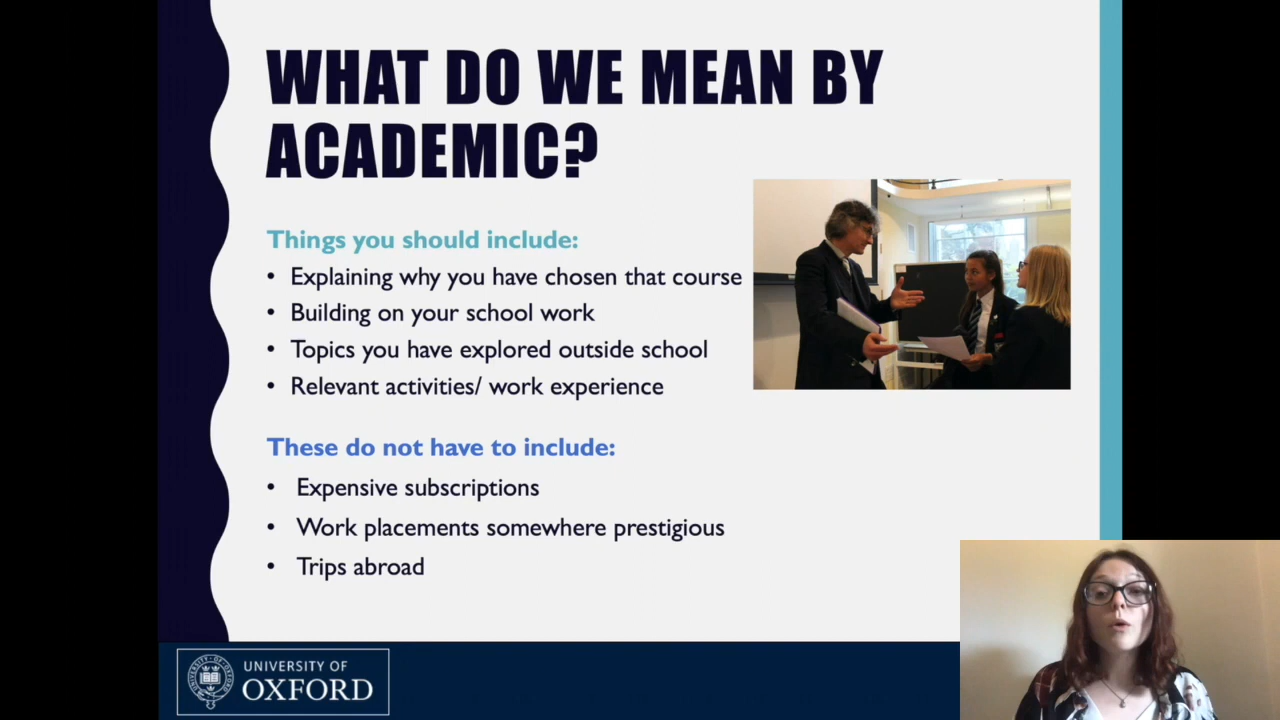 WHAT DO WE MEAN BY
ACADEMIC?
Things you should include:
• Explaining why you have chosen that course
• Building on your school work
• Topics you have explored outside school
• Relevant activities/ work experience
These do not have to include:
• Expensive subscriptions
• Work placements somewhere prestigious
• Trips abroad
UNIVERSITY OF
OXFORD